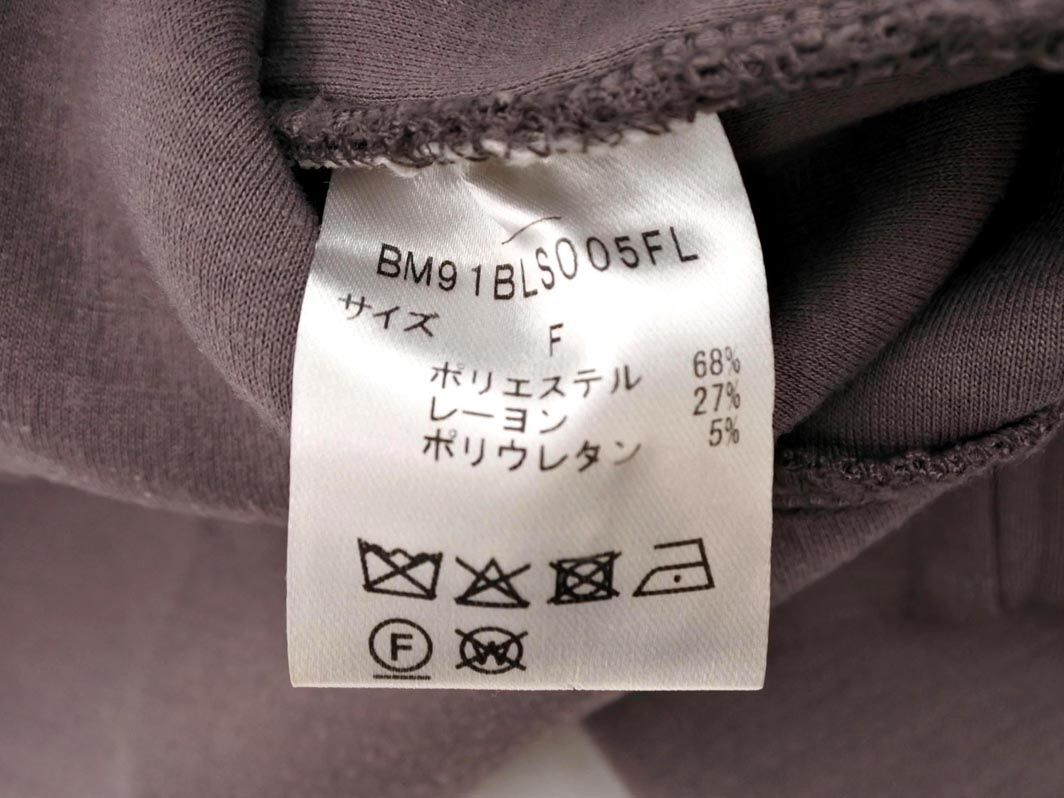 BM91BLS005FL
サイズ
F
ポリエステル 68%
レーヨン 27%
ポリウレタン 5%
F W